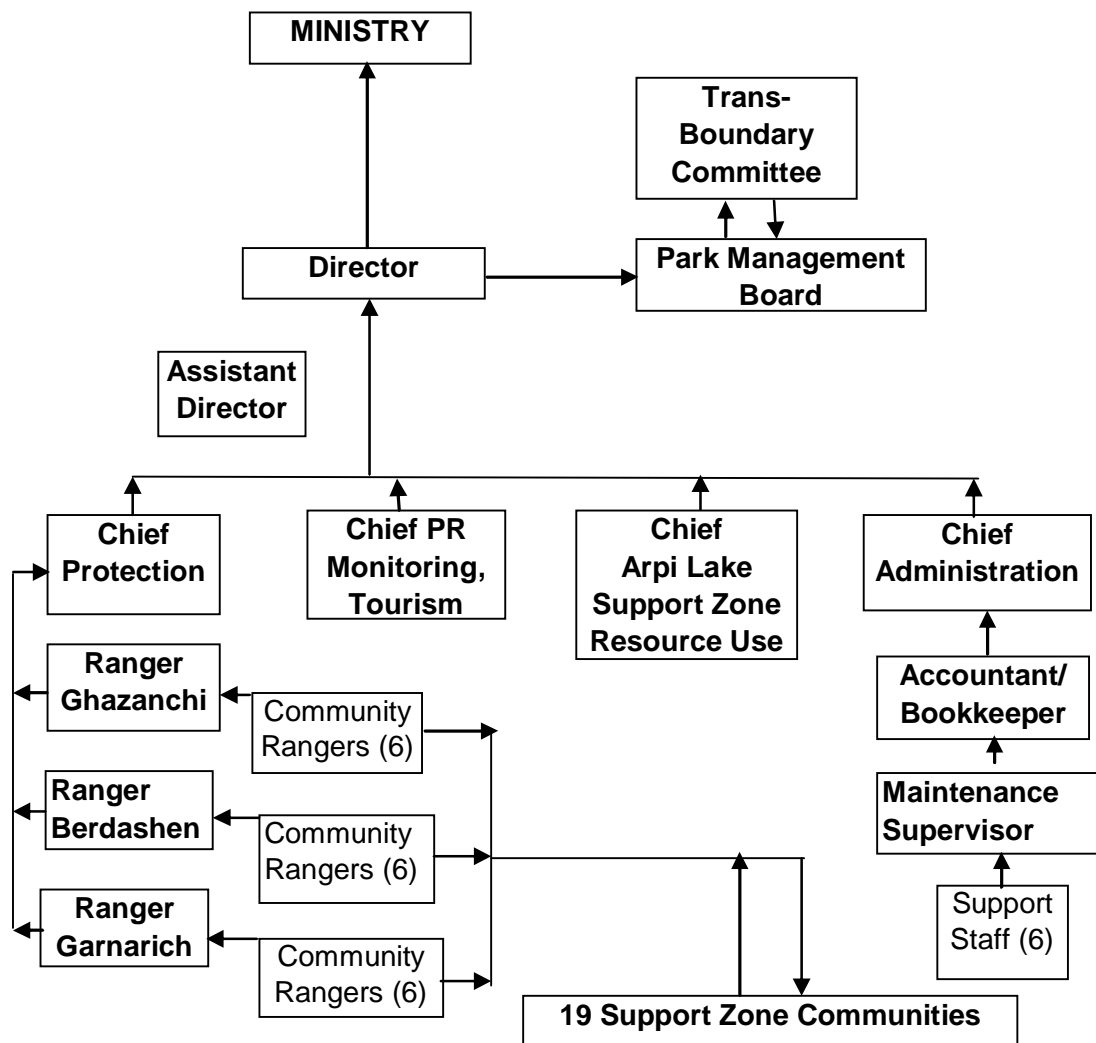 MINISTRY
Trans-
Boundary
Committee
Director
Park Management
Board
Assistant
Director
Chief
Protection
Chief PR
Monitoring,
Tourism
Chief
Arpi Lake
Support Zone
Resource Use
Chief
Administration
Ranger
Ghazanchi
Community
Rangers (6)
Accountant/
Bookkeeper
Ranger
Berdashen
Community
Rangers (6)
Maintenance
Supervisor
Ranger
Garnarich
Community
Rangers (6)
Support
Staff (6)
19 Support Zone Communities